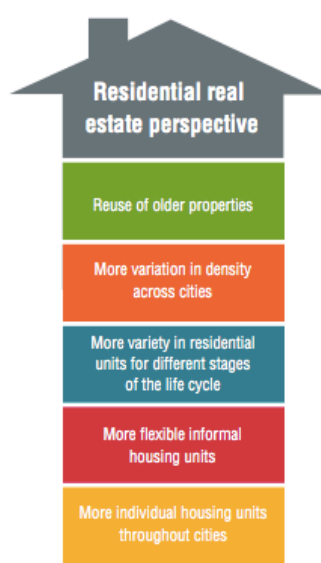 Residential real
estate perspective
Reuse of older properties
More variation in density
across cities
More variety in residential
units for different stages
of the life cycle
More flexible informal
housing units
More individual housing units
throughout cities